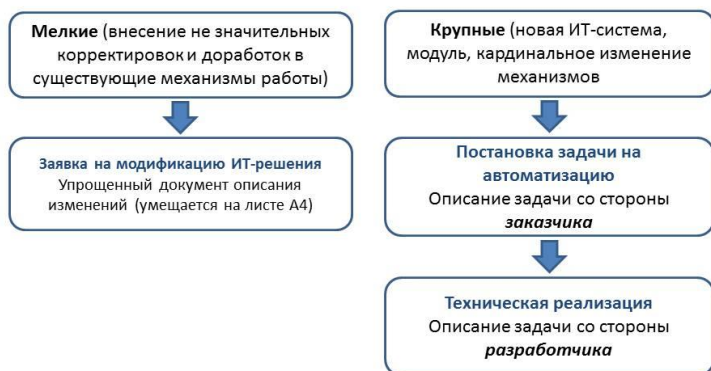 Мелкие (внесение не значительных
корректировок и доработок в
существующие механизмы работы)
Заявка на модификацию ИТ-решения
Упрощенный документ описания
изменений (умещается на листе А4)
Крупные (новая ИТ-система,
модуль, кардинальное изменение
механизмов
Постановка задачи на
автоматизацию
Описание задачи со стороны
заказчика
Техническая реализация
Описание задачи со стороны
разработчика